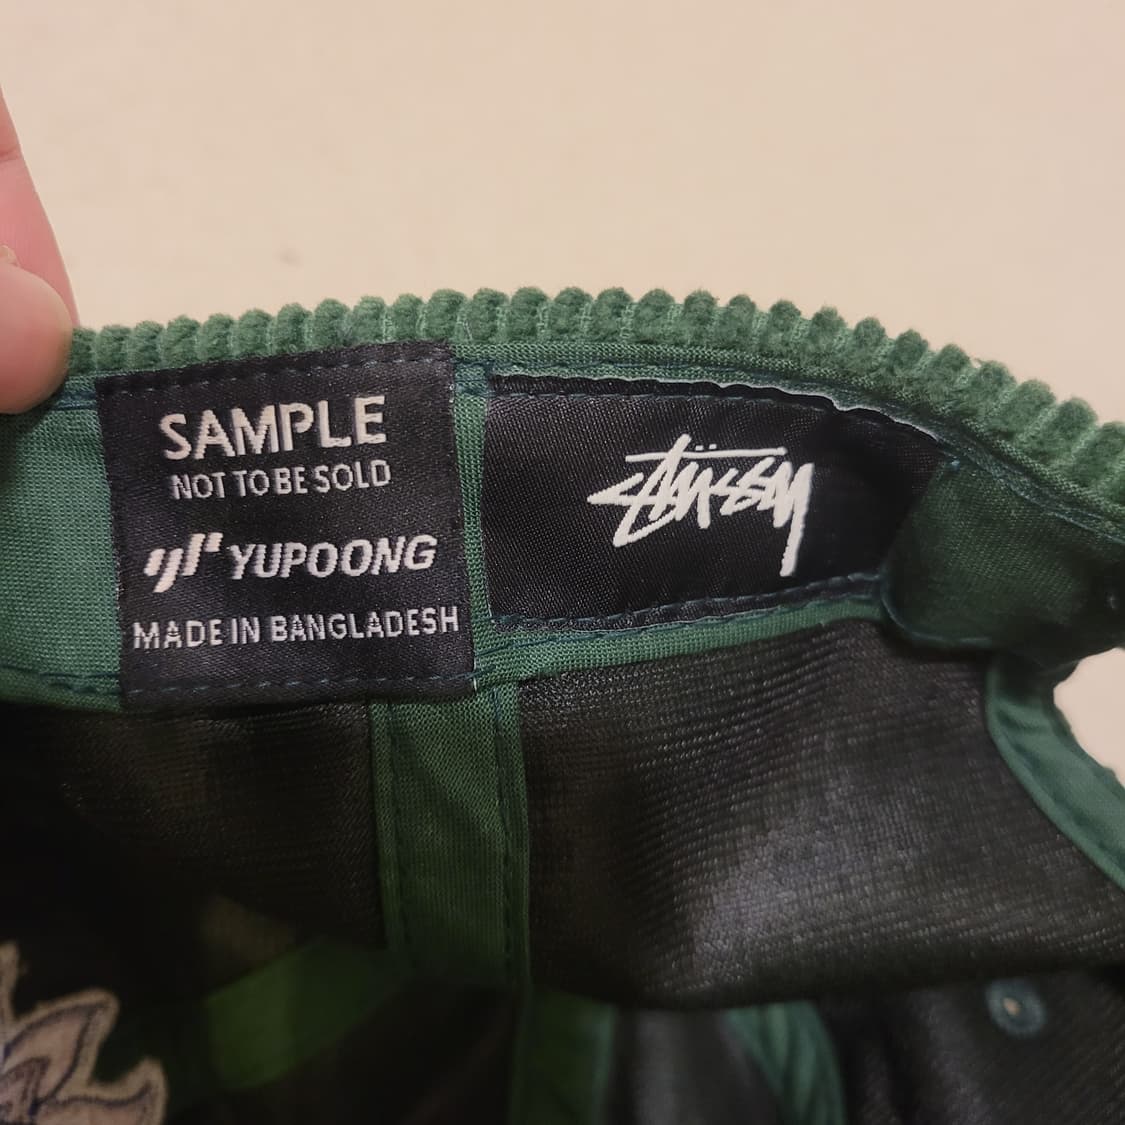 SAMPLE
NOT TO BE SOLD
YUPOONG
MADE IN BANGLADESH
Stüssy